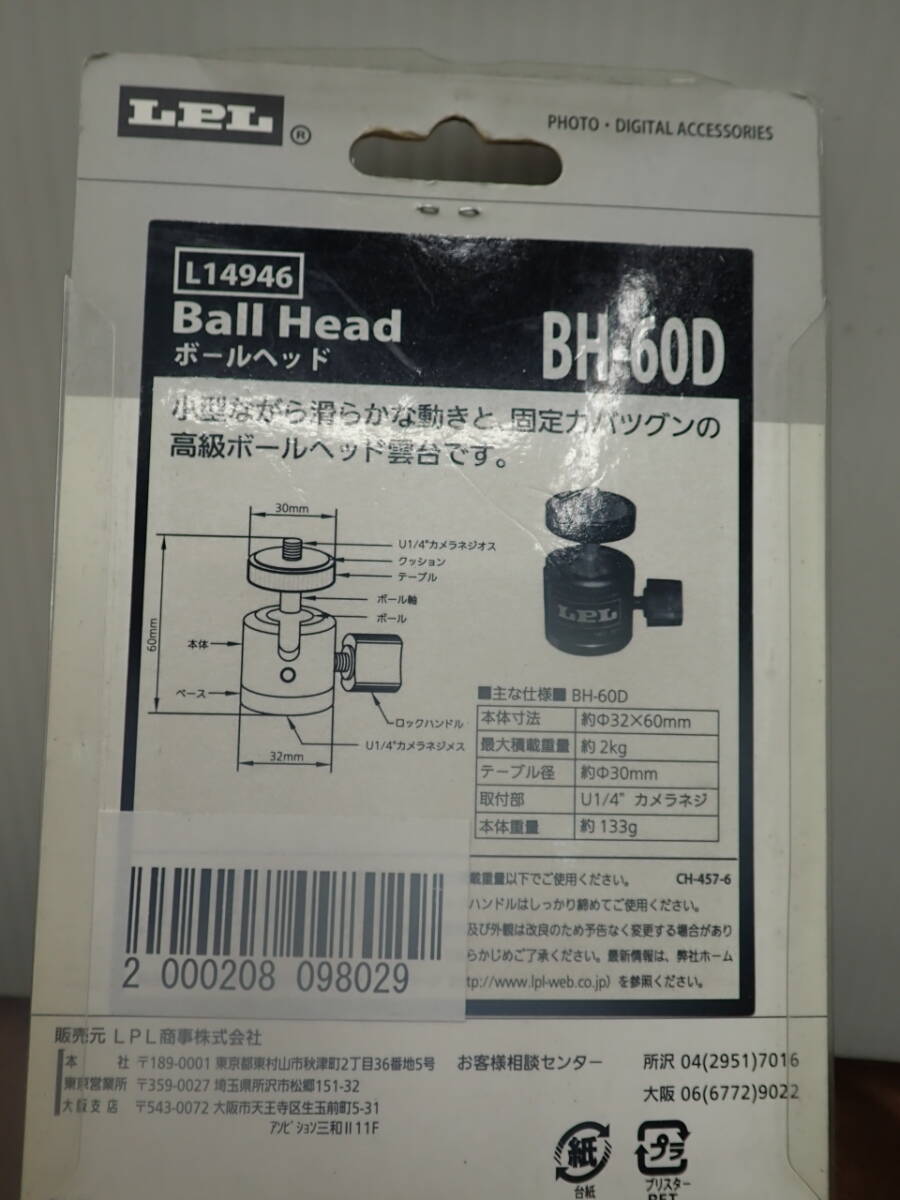 LPL®
PHOTO・DIGITAL ACCESSORIES
L14946
Ball Head
ボールヘッド
BH-60D
小型ながら滑らかな動きと、固定力バツグンの
高級ボールヘッド雲台です。
30mm
U1/4"カメラネジオス
クッション
テーブル
ボール軸
ボール
60mm
本体
ベース
ロックハンドル
U1/4"カメラネジメス
32mm
LPL
■主な仕様■ BH-60D
本体寸法 約Φ32×60mm
最大積載重量 約2kg
テーブル径 約Φ30mm
取付部 U1/4" カメラネジ
本体重量 約133g
載重量以下でご使用ください。 CH-457-6
ハンドルはしっかり締めてご使用ください。
及び外観は改良のため予告なく変更する場合があり
らかじめご了承ください。最新情報は、弊社ホーム
tp://www.lpl-web.co.jp）を参照ください。
2 000208 098029
販売元 LPL商事株式会社
本 社 〒189-0001 東京都東村山市秋津町2丁目36番地5号
東京営業所 〒359-0027 埼玉県所沢市松郷151-32
大阪支店 〒543-0072 大阪市天王寺区生玉前町5-31
ｱﾝﾋﾞｼｮﾝ三和II 11F
お客様相談センター 所沢 04(2951)7016
大阪 06(6772)9022
紙
台紙
プラ
ブリスター
PET